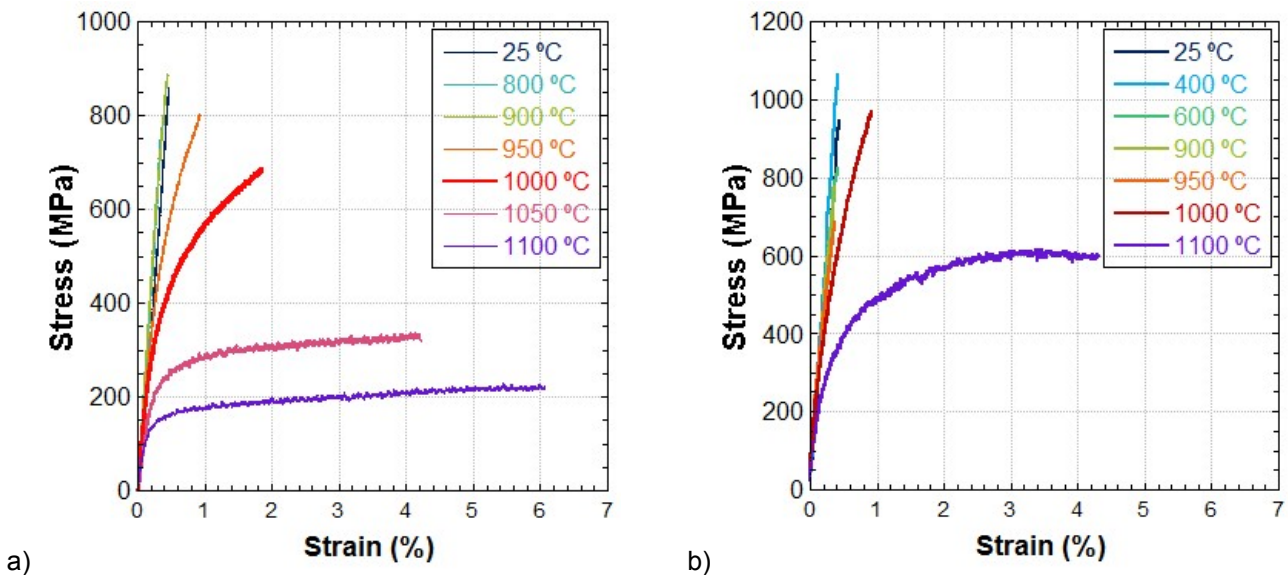 1000
800
600
400
200
0
0 1 2 3 4 5 6 7
Stress (MPa)
Strain (%)
25 ºC
800 ºC
900 ºC
950 ºC
1000 ºC
1050 ºC
1100 ºC
a)
1200
1000
800
600
400
200
0
0 1 2 3 4 5 6 7
Stress (MPa)
Strain (%)
25 ºC
400 ºC
600 ºC
900 ºC
950 ºC
1000 ºC
1100 ºC
b)